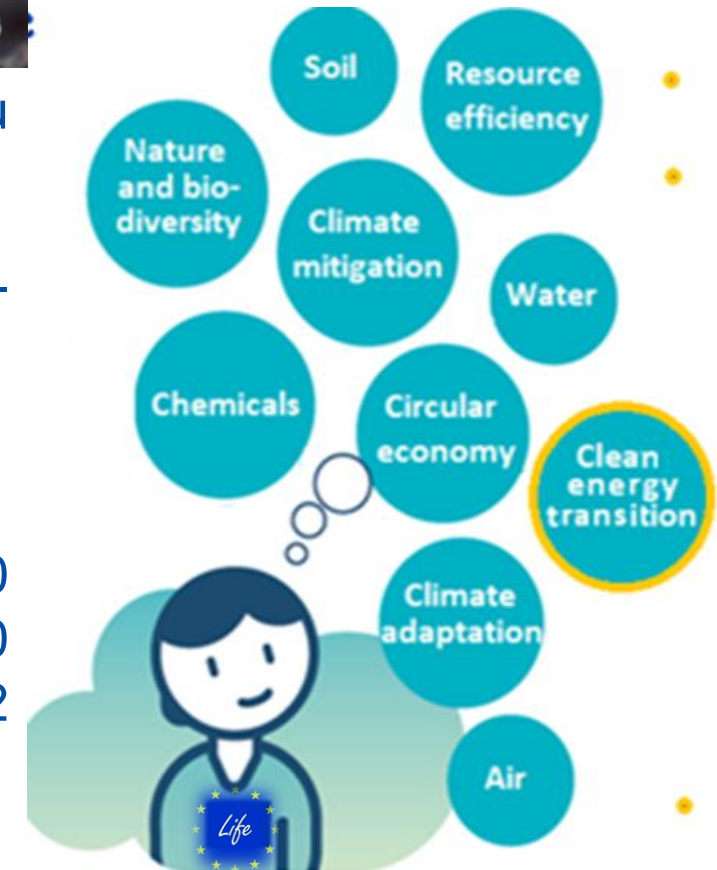 Soil
Resource
efficiency
Nature
and bio-
diversity
Climate
mitigation
Water
Chemicals
Circular
economy
Clean
energy
transition
Climate
adaptation
Air
Life